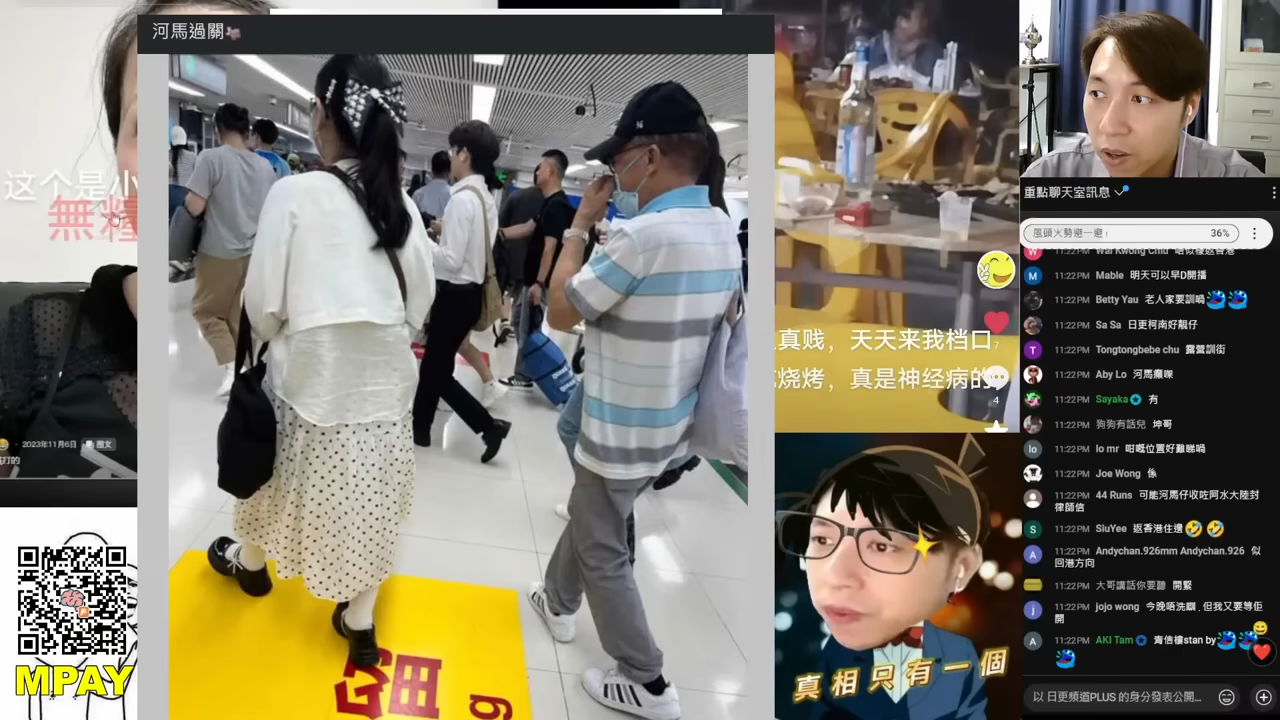 河馬過關
这个是小
無糧
2023年11月6日
圖文
真贱，天天来我档口
烧烤，真是神经病的
7
4
MPAY
真相只有一個
重點聊天室訊息
風頭火勢避一避！ 36%
11:22PM Mable 明天可以早D開播
11:22PM Betty Yau 老人家要訓喎
11:22PM Sa Sa 日更柯南好靚仔
11:22PM Tongtongbebe chu 露營訓街
11:22PM Aby Lo 河馬癲㗎
11:22PM Sayaka 有
11:22PM 狗狗有話兒 坤哥
11:22PM lo mr 咁嘅位置好難睇喎
11:22PM Joe Wong 係
11:22PM 44 Runs 可能河馬仔收咗阿水大陸封
律師信
11:22PM SiuYee 返香港住邊
11:22PM Andychan.926mm Andychan.926 似
回港方向
11:22PM 大哥講話你要聽 開緊
11:22PM jojo wong 今晚唔洗瞓，但我又要等佢
開
11:22PM AKI Tam 齊信樓stan by
以 日更頻道PLUS 的身分發表公開...